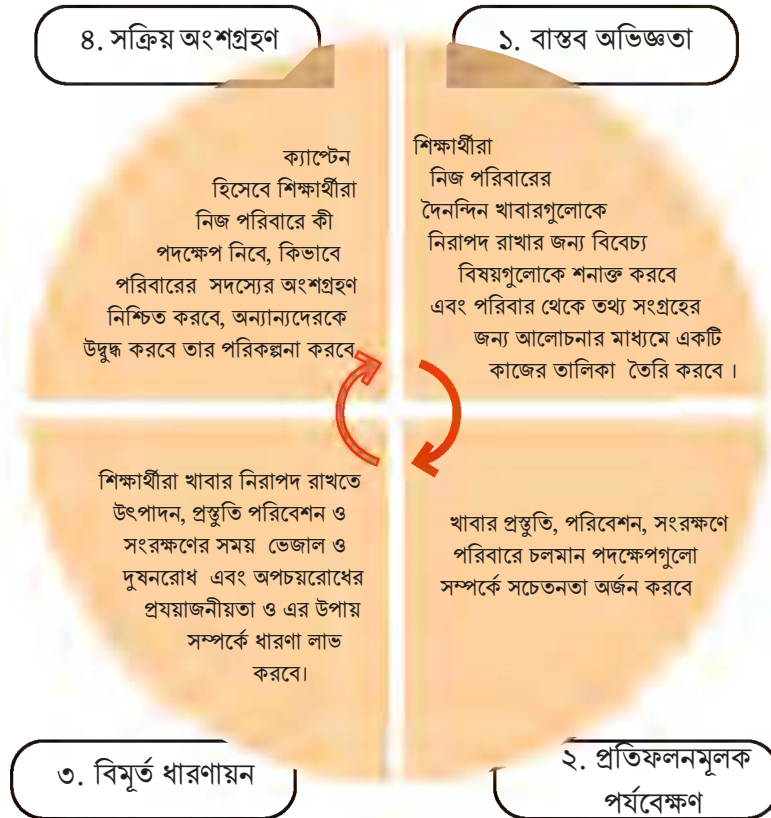 ৪. সক্রিয় অংশগ্রহণ
ক্যাপ্টেন
হিসেবে শিক্ষার্থীরা
নিজ পরিবারে কী
পদক্ষেপ নিবে, কিভাবে
পরিবারের সদস্যের অংশগ্রহণ
নিশ্চিত করবে, অন্যান্যদেরকে
উদ্বুদ্ধ করবে তার পরিকল্পনা করবে
১. বাস্তব অভিজ্ঞতা
শিক্ষার্থীরা
নিজ পরিবারের
দৈনন্দিন খাবারগুলোকে
নিরাপদ রাখার জন্য বিবেচ্য
বিষয়গুলোকে শনাক্ত করবে
এবং পরিবার থেকে তথ্য সংগ্রহের
জন্য আলোচনার মাধ্যমে একটি
কাজের তালিকা তৈরি করবে।
শিক্ষার্থীরা খাবার নিরাপদ রাখতে
উৎপাদন, প্রস্তুতি পরিবেশন ও
সংরক্ষণের সময় ভেজাল ও
দুষনরোধ এবং অপচয়রোধের
প্রযয়াজনীয়তা ও এর উপায়
সম্পর্কে ধারণা লাভ
করবে।
৩. বিমূর্ত ধারণায়ন
খাবার প্রস্তুতি, পরিবেশন, সংরক্ষণে
পরিবারে চলমান পদক্ষেপগুলো
সম্পর্কে সচেতনতা অর্জন করবে
২. প্রতিফলনমূলক
পর্যবেক্ষণ